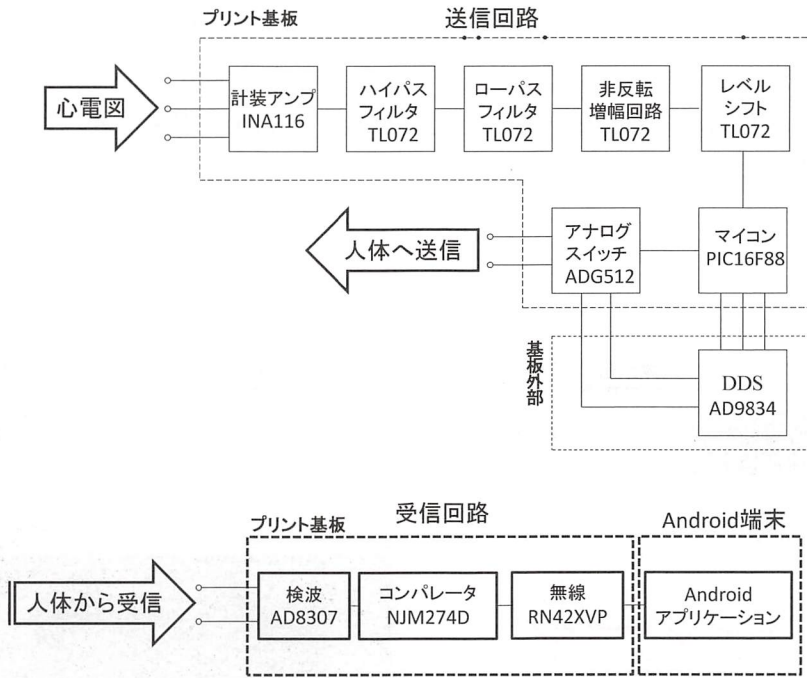 プリント基板
送信回路
心電図
計装アンプ
INA116
ハイパス
フィルタ
TL072
ローパス
フィルタ
TL072
非反転
増幅回路
TL072
レベル
シフト
TL072
人体へ送信
アナログ
スイッチ
ADG512
マイコン
PIC16F88
基板外部
DDS
AD9834
プリント基板
受信回路
Android端末
人体から受信
検波
AD8307
コンパレータ
NJM274D
無線
RN42XVP
Android
アプリケーション